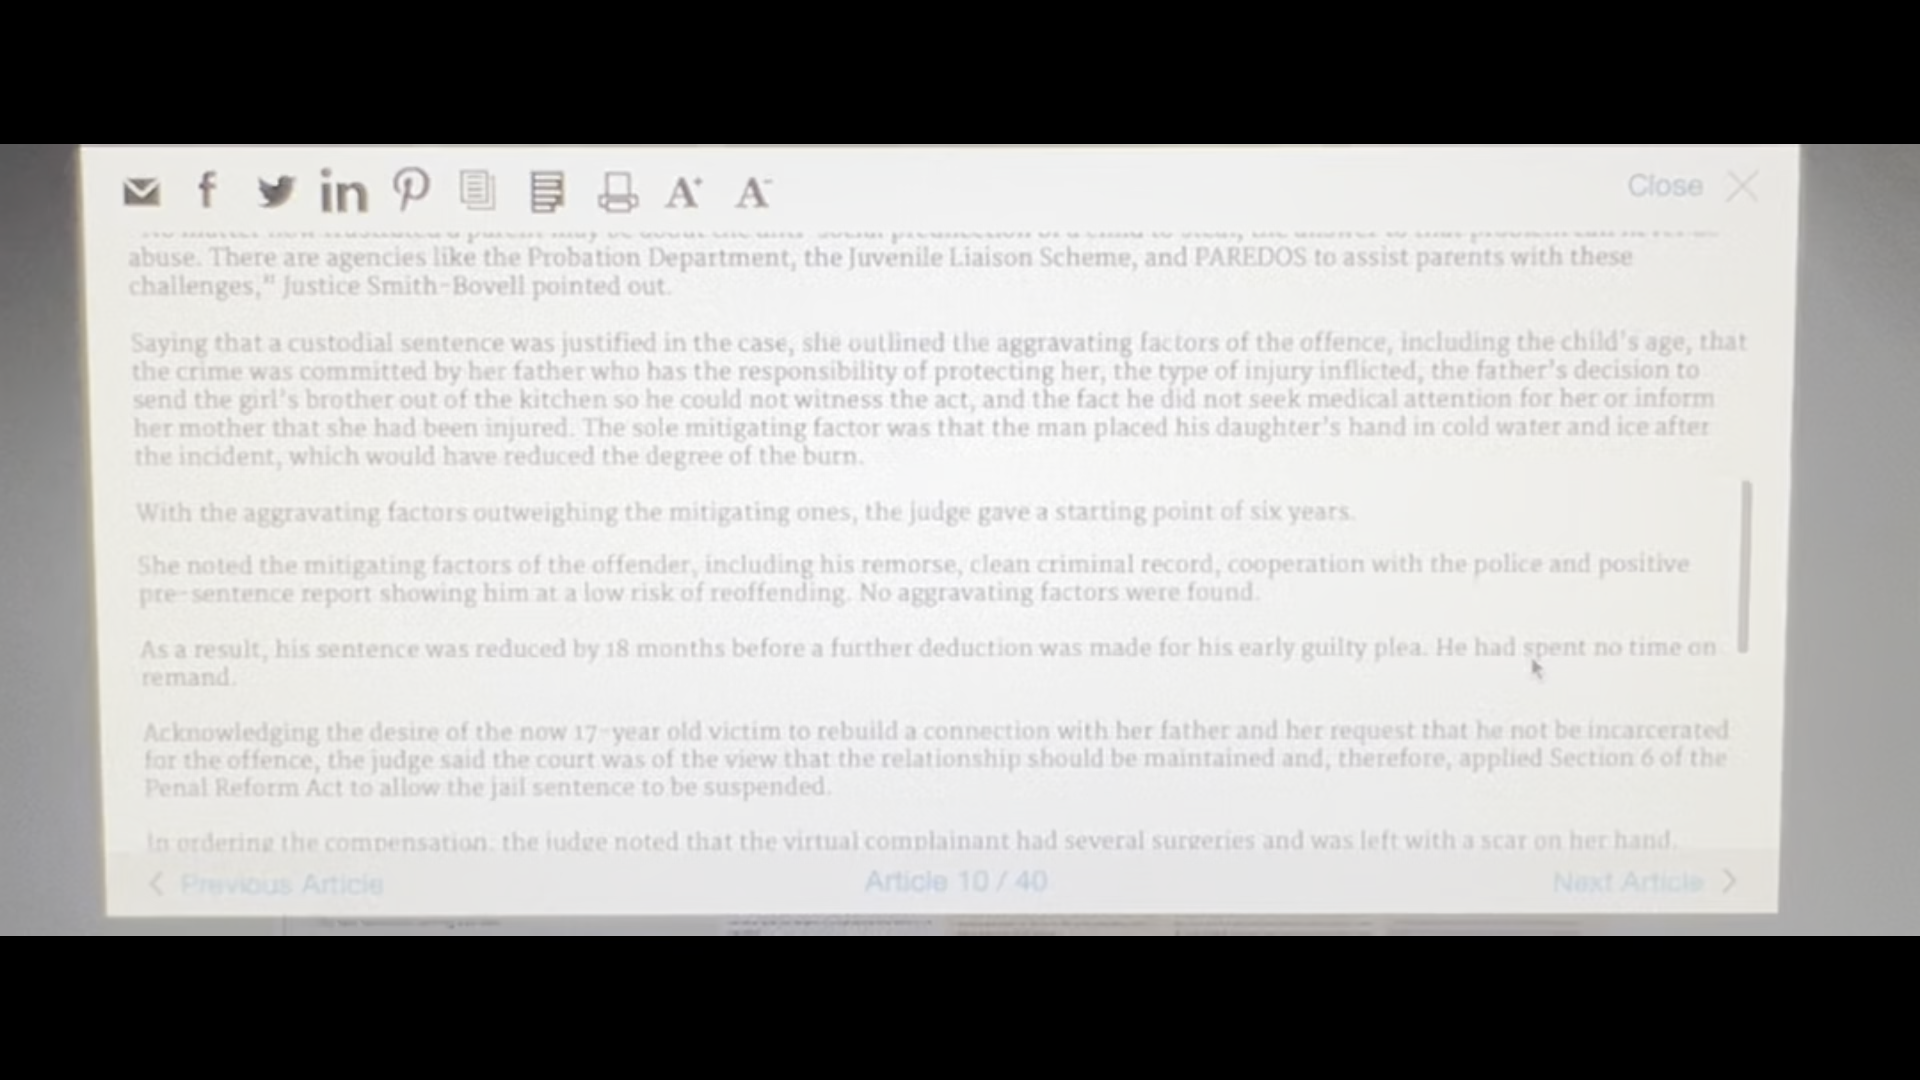 Close
abuse. There are agencies like the Probation Department, the Juvenile Liaison Scheme, and PAREDOS to assist parents with these
challenges," Justice Smith-Bovell pointed out.
Saying that a custodial sentence was justified in the case, she outlined the aggravating factors of the offence, including the child's age, that
the crime was committed by her father who has the responsibility of protecting her, the type of injury inflicted, the father's decision to
send the girl's brother out of the kitchen so he could not witness the act, and the fact he did not seek medical attention for her or inform
her mother that she had been injured. The sole mitigating factor was that the man placed his daughter's hand in cold water and ice after
the incident, which would have reduced the degree of the burn.
With the aggravating factors outweighing the mitigating ones, the judge gave a starting point of six years.
She noted the mitigating factors of the offender, including his remorse, clean criminal record, cooperation with the police and positive
pre-sentence report showing him at a low risk of reoffending. No aggravating factors were found.
As a result, his sentence was reduced by 18 months before a further deduction was made for his early guilty plea. He had spent no time on
remand.
Acknowledging the desire of the now 17-year old victim to rebuild a connection with her father and her request that he not be incarcerated
for the offence, the judge said the court was of the view that the relationship should be maintained and, therefore, applied Section 6 of the
Penal Reform Act to allow the jail sentence to be suspended.
In ordering the compensation, the judge noted that the virtual complainant had several surgeries and was left with a scar on her hand.
Previous Article
Article 10 / 40
Next Article